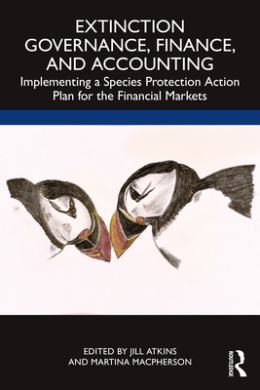 EXTINCTION
GOVERNANCE, FINANCE,
AND ACCOUNTING
Implementing a Species Protection Action
Plan for the Financial Markets
EDITED BY JILL ATKINS
AND MARTINA MACPHERSON
ROUTLEDGE